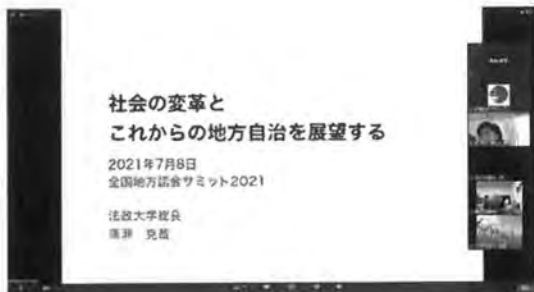 社会の変革と
これからの地方自治を展望する
2021年7月8日
全国地方議会サミット2021
法政大学総長
廣瀬 克哉